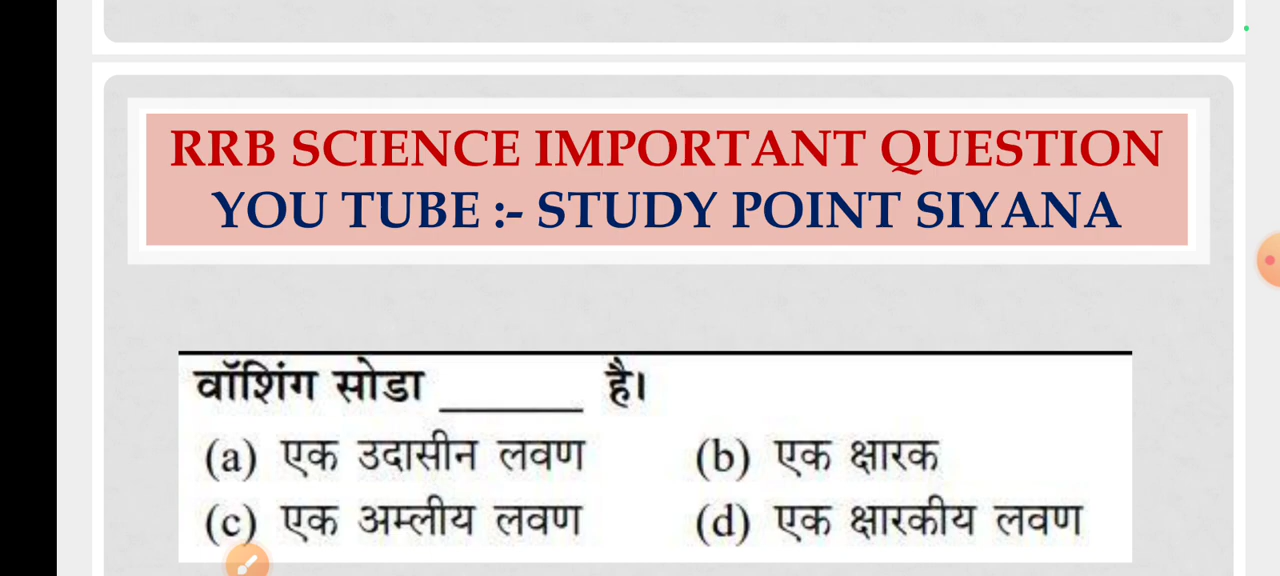 RRB SCIENCE IMPORTANT QUESTION
YOU TUBE :- STUDY POINT SIYANA
वॉशिंग सोडा ______ है।
(a) एक उदासीन लवण (b) एक क्षारक
(c) एक अम्लीय लवण (d) एक क्षारकीय लवण